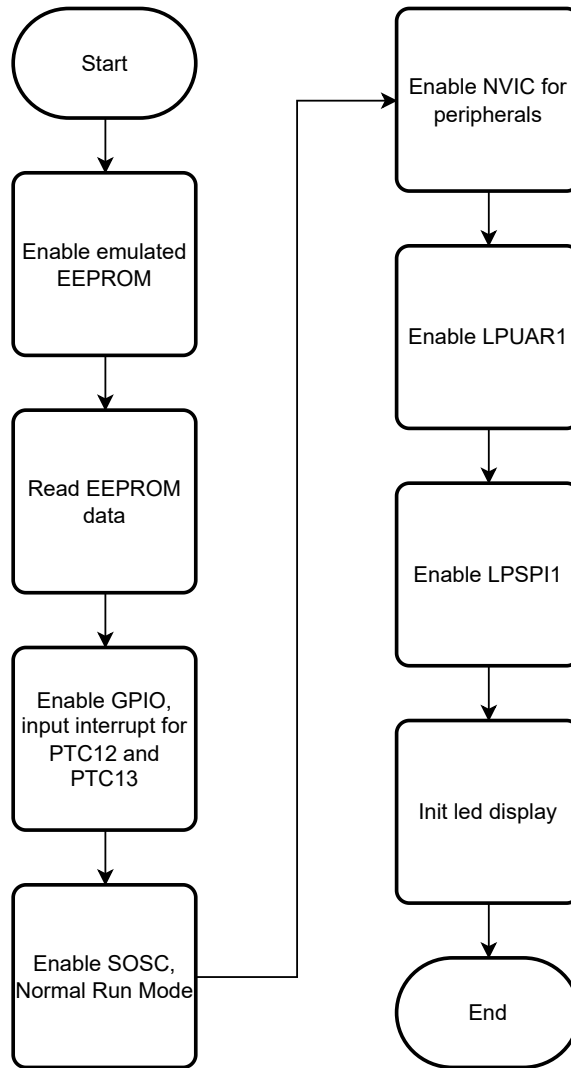 Start
Enable emulated
EEPROM
Read EEPROM
data
Enable GPIO,
input interrupt for
PTC12 and
PTC13
Enable SOSC,
Normal Run Mode
Enable NVIC for
peripherals
Enable LPUAR1
Enable LPSPI1
Init led display
End